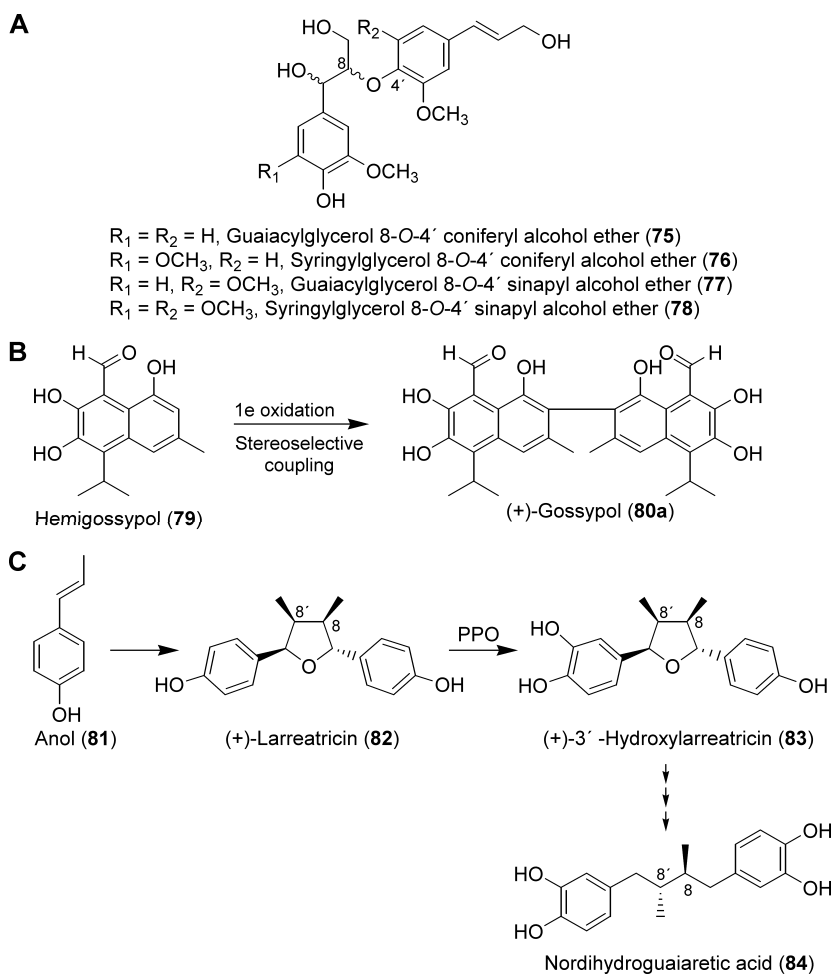 A
HO
R2
OH
8
HO
O
4´
OCH3
R1
OCH3
OH
R1 = R2 = H, Guaiacylglycerol 8-O-4´ coniferyl alcohol ether (75)
R1 = OCH3, R2 = H, Syringylglycerol 8-O-4´ coniferyl alcohol ether (76)
R1 = H, R2 = OCH3, Guaiacylglycerol 8-O-4´ sinapyl alcohol ether (77)
R1 = R2 = OCH3, Syringylglycerol 8-O-4´ sinapyl alcohol ether (78)
B
H O OH
HO
HO
Hemigossypol (79)
1e oxidation
Stereoselective
coupling
H O OH OH O H
HO OH
HO OH
(+)-Gossypol (80a)
C
OH
Anol (81)
8´ 8
O
HO OH
(+)-Larreatricin (82)
PPO
8´ 8
HO
O
HO OH
(+)-3´ -Hydroxylarreatricin (83)
OH
HO 8´ OH
8
HO
Nordihydroguaiaretic acid (84)